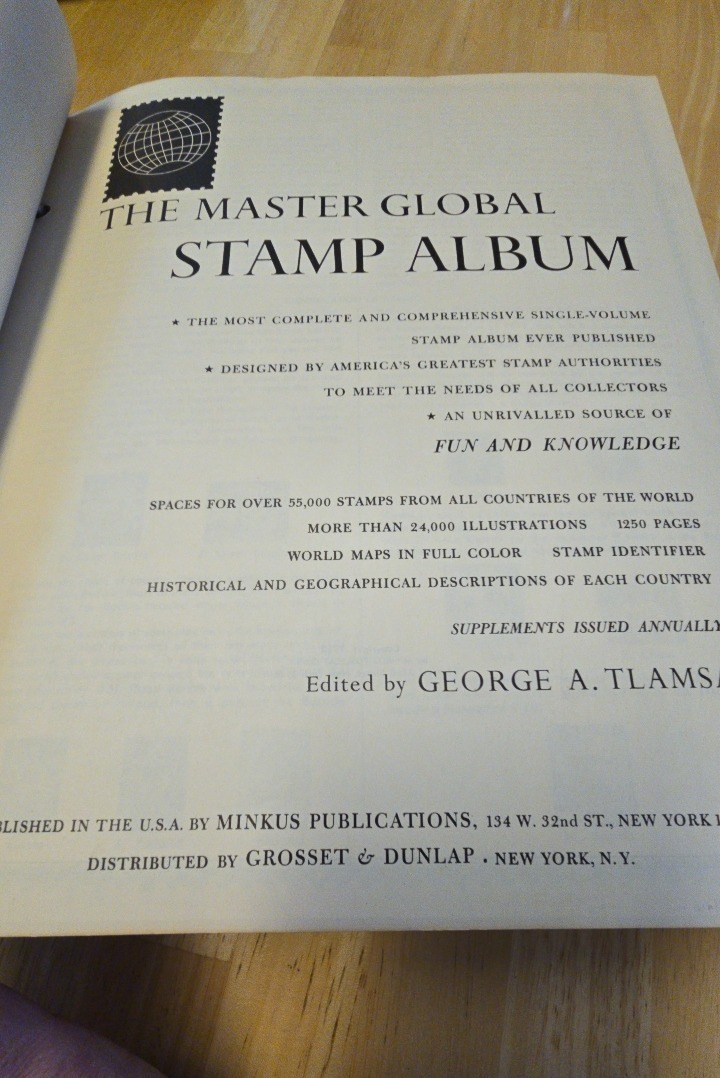 THE MASTER GLOBAL
STAMP ALBUM
★ THE MOST COMPLETE AND COMPREHENSIVE SINGLE-VOLUME
STAMP ALBUM EVER PUBLISHED
★ DESIGNED BY AMERICA'S GREATEST STAMP AUTHORITIES
TO MEET THE NEEDS OF ALL COLLECTORS
★ AN UNRIVALLED SOURCE OF
FUN AND KNOWLEDGE
SPACES FOR OVER 55,000 STAMPS FROM ALL COUNTRIES OF THE WORLD
MORE THAN 24,000 ILLUSTRATIONS 1250 PAGES
WORLD MAPS IN FULL COLOR STAMP IDENTIFIER
HISTORICAL AND GEOGRAPHICAL DESCRIPTIONS OF EACH COUNTRY
SUPPLEMENTS ISSUED ANNUALLY
Edited by GEORGE A. TLAMSA
BLISHED IN THE U.S.A. BY MINKUS PUBLICATIONS, 134 W. 32nd ST., NEW YORK
DISTRIBUTED BY GROSSET & DUNLAP • NEW YORK, N.Y.